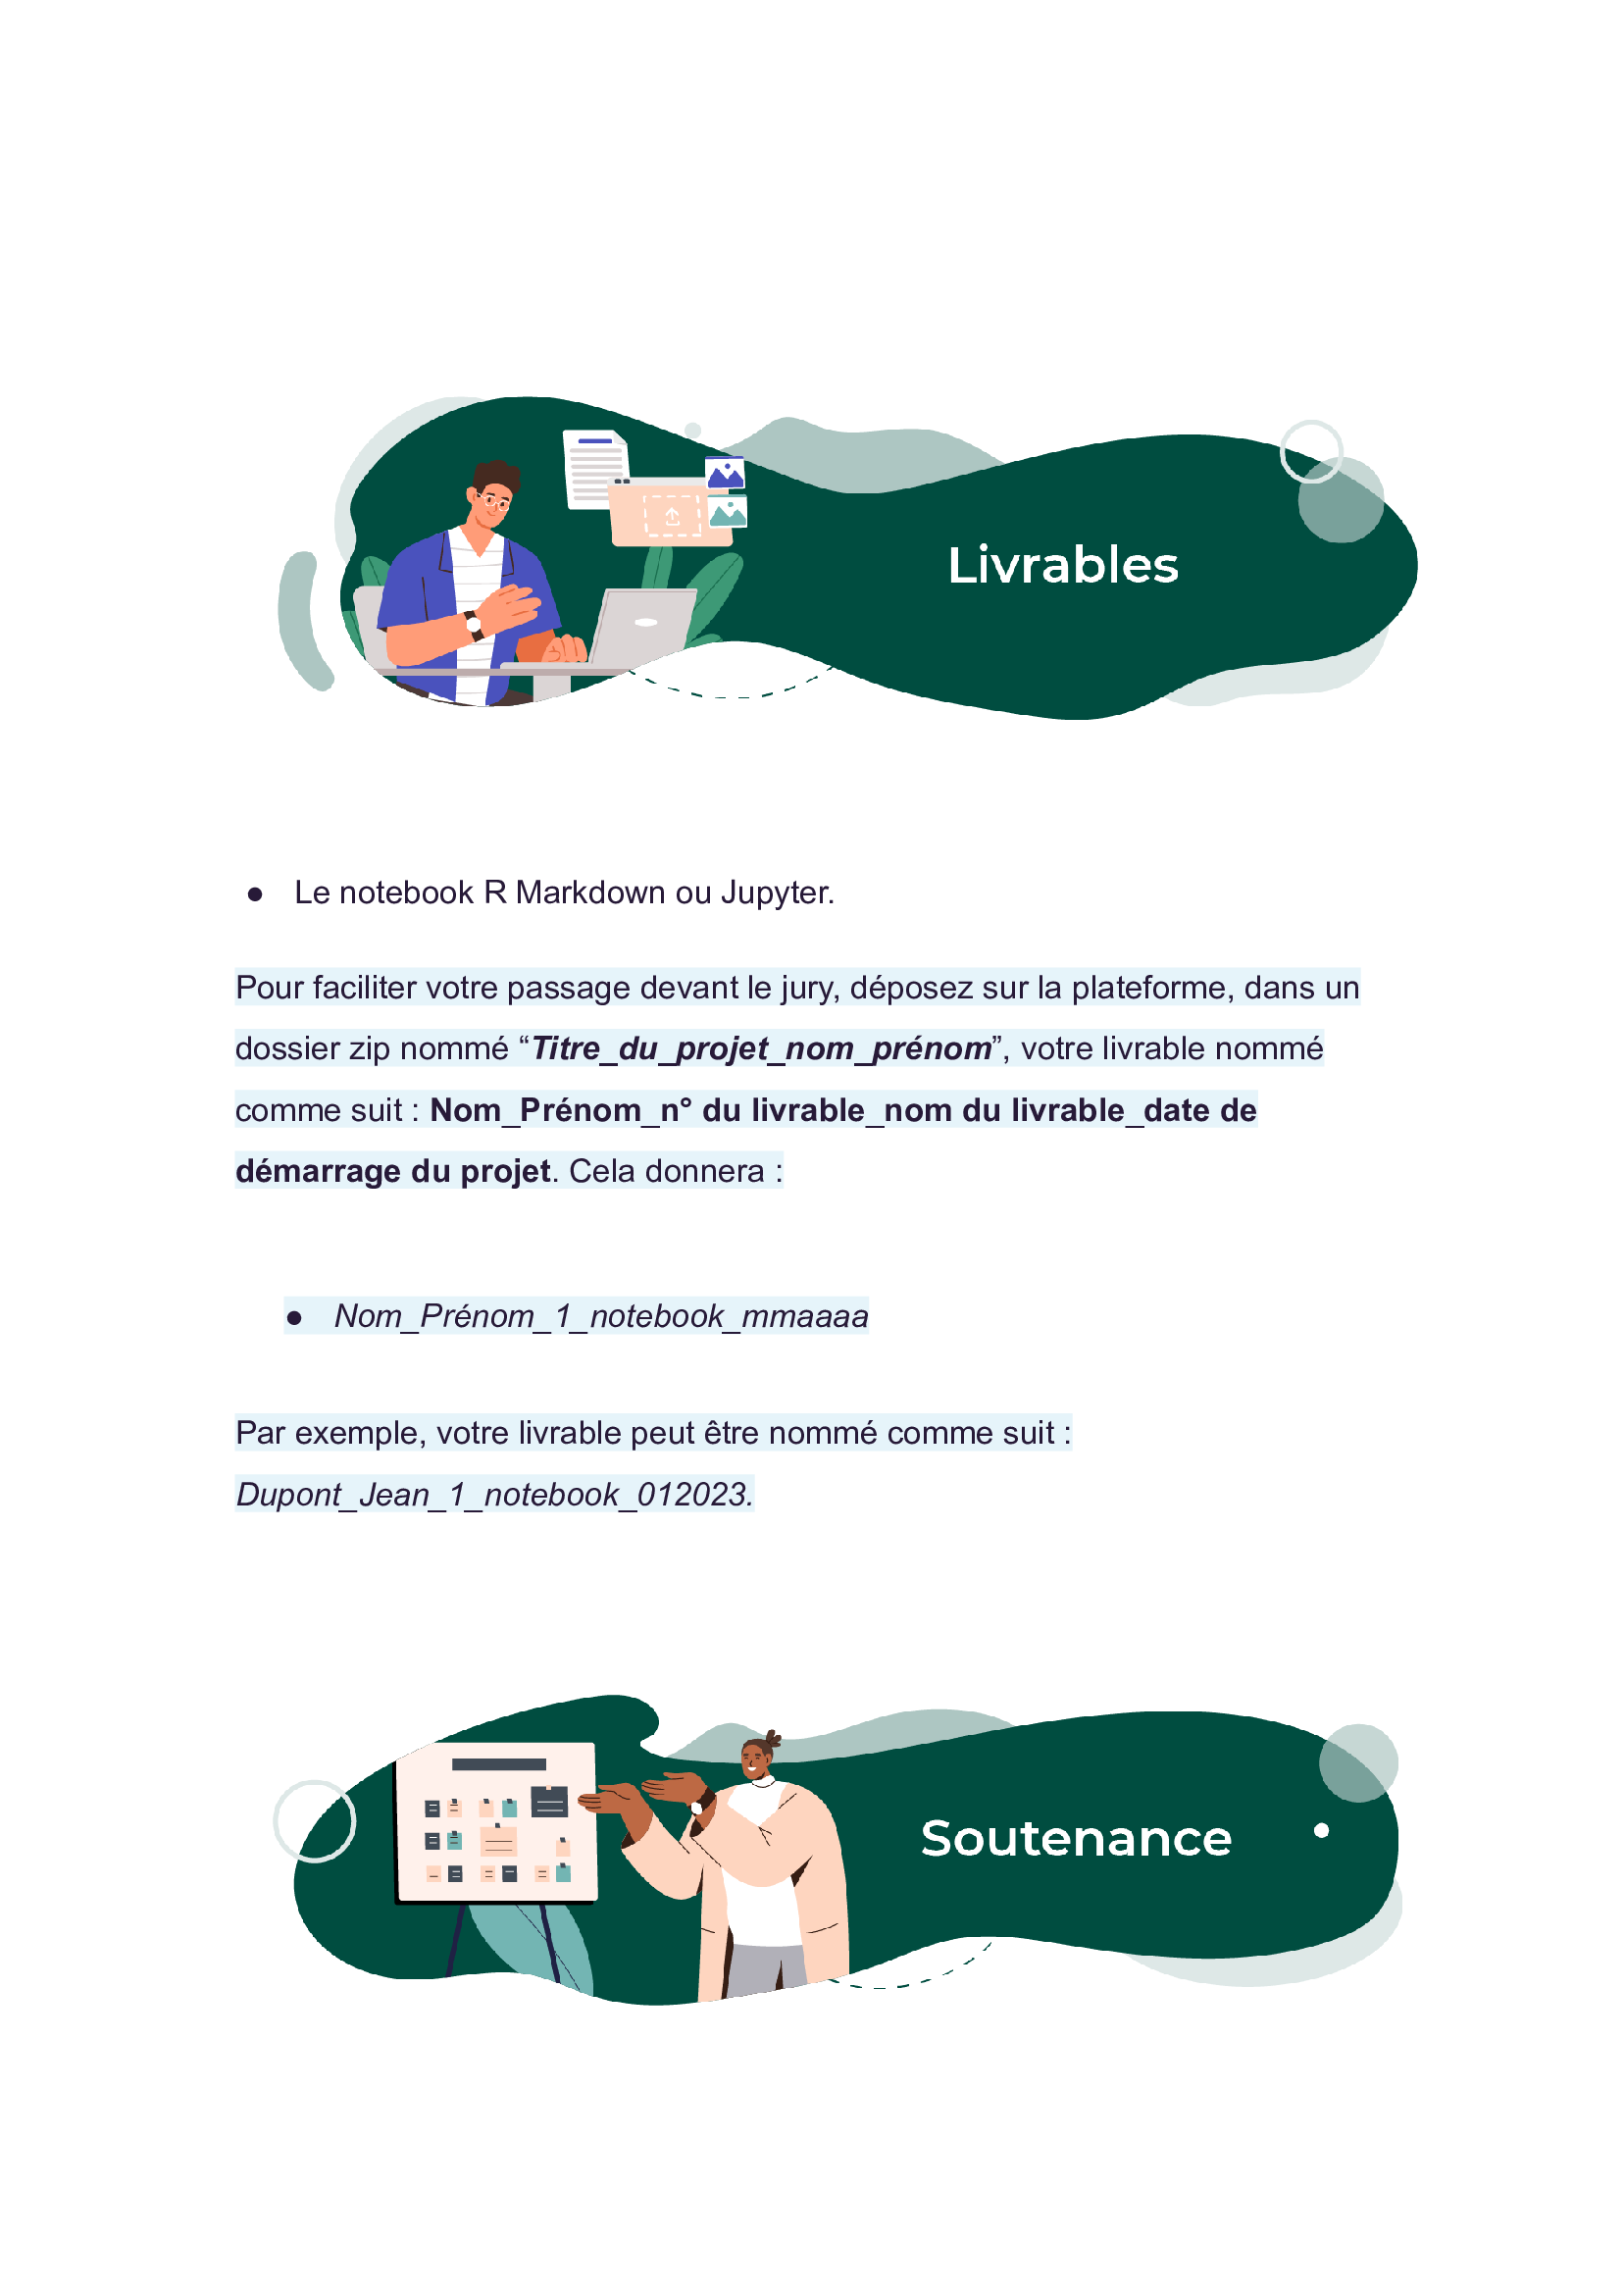 Livrables
● Le notebook R Markdown ou Jupyter.
Pour faciliter votre passage devant le jury, déposez sur la plateforme, dans un
dossier zip nommé “Titre_du_projet_nom_prénom”, votre livrable nommé
comme suit : Nom_Prénom_n° du livrable_nom du livrable_date de
démarrage du projet. Cela donnera :
● Nom_Prénom_1_notebook_mmaaaa
Par exemple, votre livrable peut être nommé comme suit :
Dupont_Jean_1_notebook_012023.
Soutenance